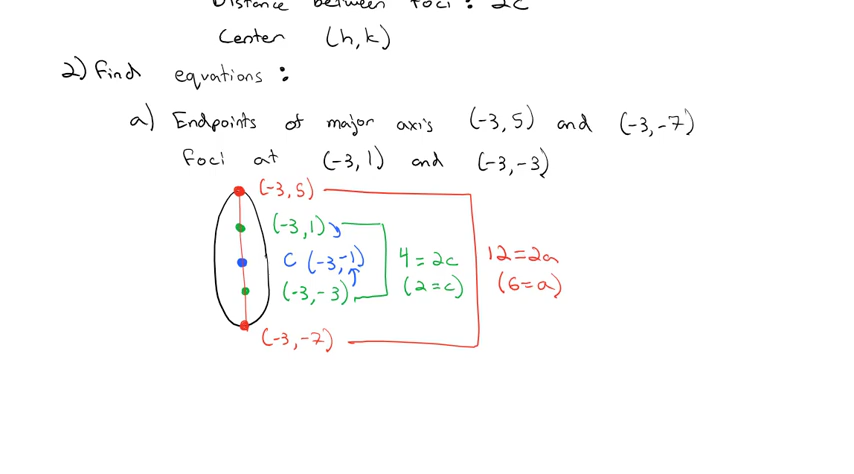 Distance between foci : 2c
Center (h,k)
2) Find equations :
a) Endpoints of major axis (-3, 5) and (-3, -7)
Foci at (-3, 1) and (-3, -3)
(-3, 5)
(-3, 1)
C (-3, -1)
(-3, -3)
(-3, -7)
4 = 2c
(2 = c)
12 = 2a
(6 = a)